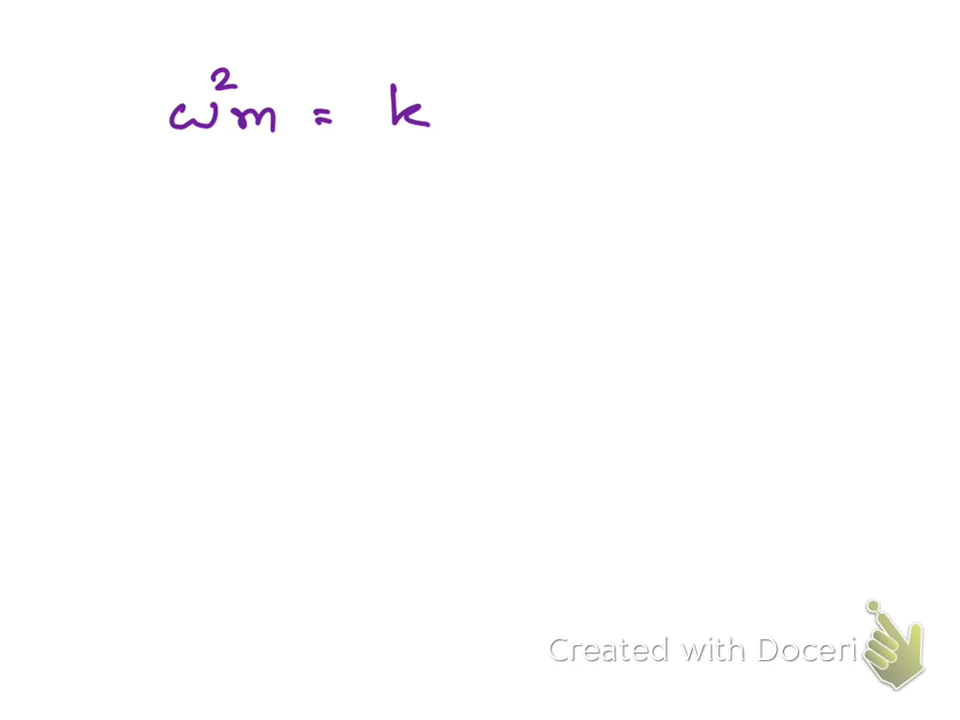 ω²m = k
Created with Doceri